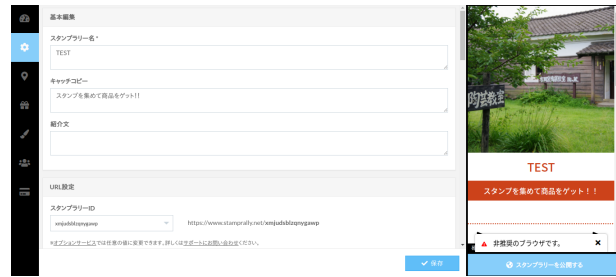 基本編集
スタンプラリー名*
TEST
キャッチコピー
スタンプを集めて商品をゲット!!
紹介文
URL設定
スタンプラリーID
xmjudsblzqnygawp
https://www.stamprally.net/xmjudsblzqnygawp
※オプションサービスでは任意の値に変更できます。詳しくはサポートにお問い合わせください。
保存
陶芸教室
TEST
スタンプを集めて商品をゲット！！
非推奨のブラウザです。
×
スタンプラリーを公開する